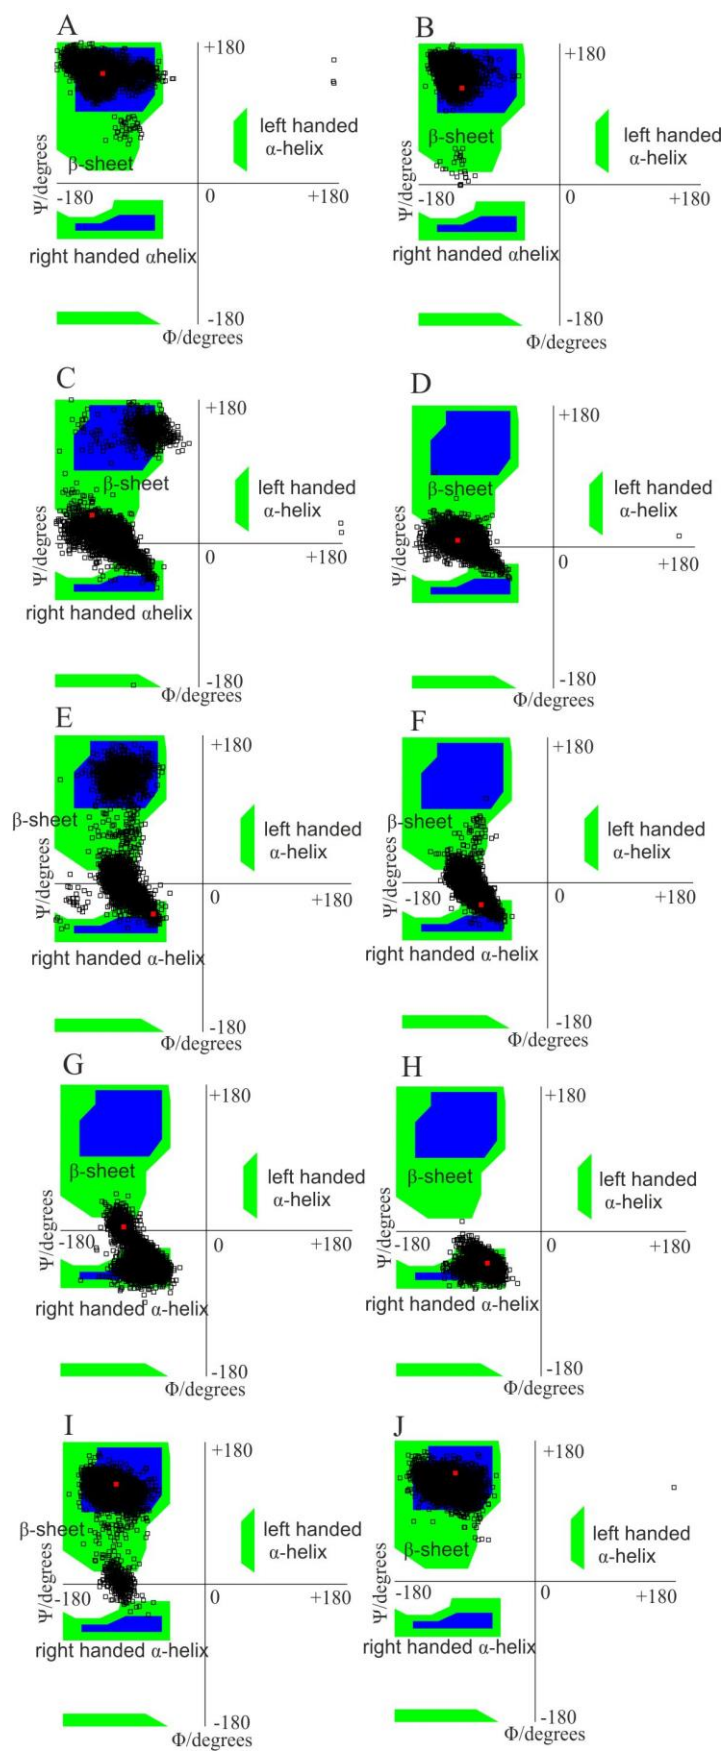 A
+180
left handed
α-helix
β-sheet
Ψ/degrees
-180
0
+180
right handed αhelix
-180
Φ/degrees
B
+180
left handed
α-helix
β-sheet
Ψ/degrees
-180
0
+180
right handed αhelix
-180
Φ/degrees
C
+180
β-sheet
left handed
α-helix
Ψ/degrees
0
+180
right handed αhelix
-180
Φ/degrees
D
+180
β-sheet
left handed
α-helix
Ψ/degrees
0
+180
-180
Φ/degrees
E
+180
β-sheet
left handed
α-helix
Ψ/degrees
0
+180
right handed α-helix
-180
Φ/degrees
F
+180
β-sheet
left handed
α-helix
Ψ/degrees
-180
0
+180
right handed α-helix
-180
Φ/degrees
G
+180
β-sheet
left handed
α-helix
Ψ/degrees
-180
0
+180
right handed α-helix
-180
Φ/degrees
H
+180
β-sheet
left handed
α-helix
Ψ/degrees
-180
0
+180
right handed α-helix
-180
Φ/degrees
I
+180
β-sheet
left handed
α-helix
Ψ/degrees
-180
0
+180
right handed α-helix
-180
Φ/degrees
J
+180
left handed
α-helix
β-sheet
Ψ/degrees
-180
0
+180
right handed α-helix
-180
Φ/degrees